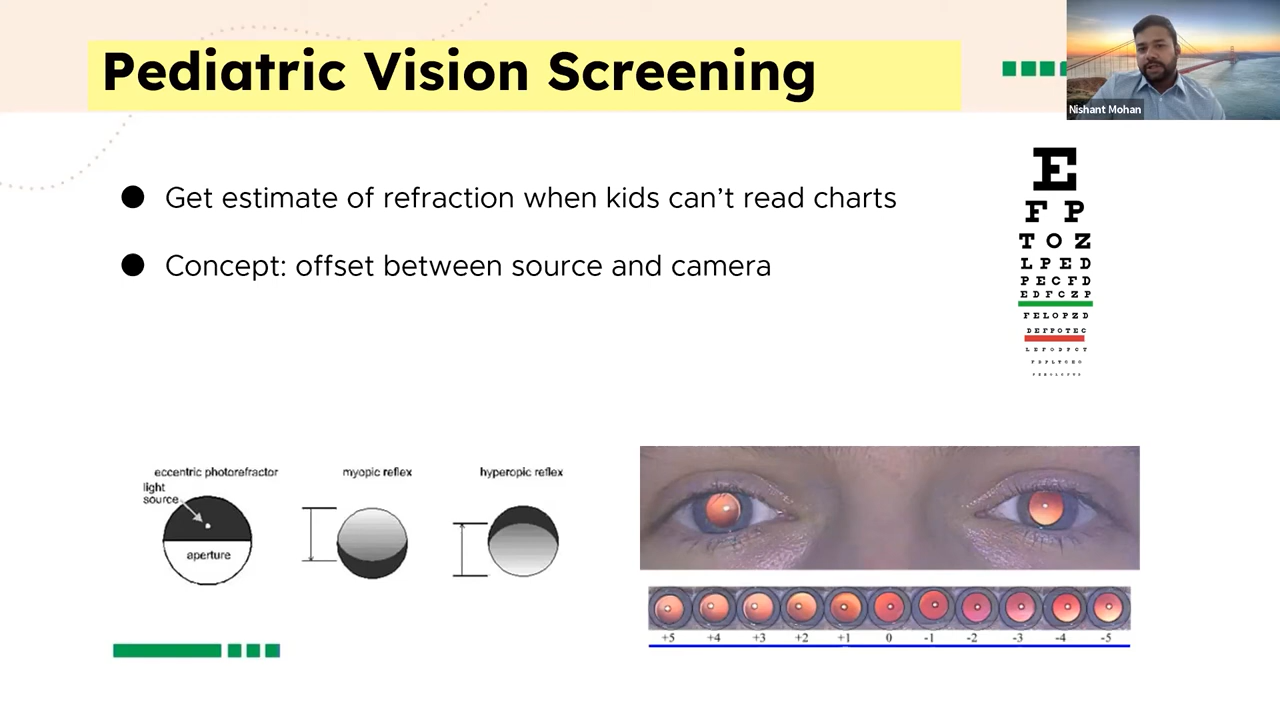 Pediatric Vision Screening
Nishant Mohan
● Get estimate of refraction when kids can’t read charts
● Concept: offset between source and camera
E
F P
T O Z
L P E D
P E C F D
E D F C Z P
F E L O P Z D
D E F P O T E C
eccentric photorefractor
light
source
aperture
myopic reflex
hyperopic reflex
+5 +4 +3 +2 +1 0 -1 -2 -3 -4 -5